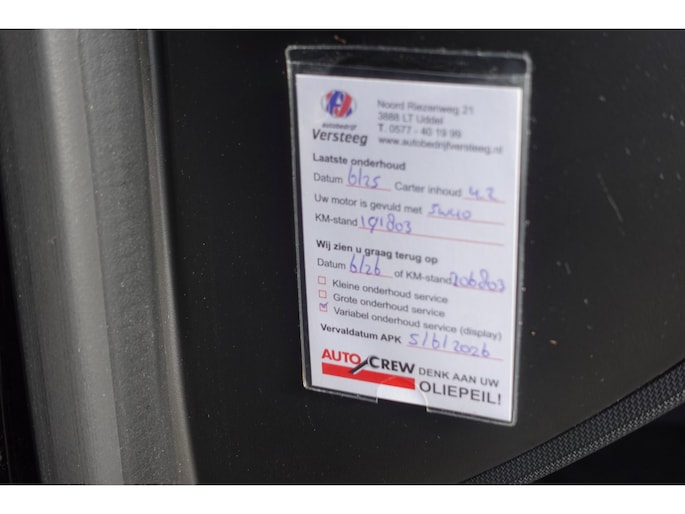 autobedrijf
Versteeg
Noord Riezenweg 21
3888 LT Uddel
T. 0577 - 40 19 99
www.autobedrijfversteeg.nl
Laatste onderhoud
Datum 6/25 Carter inhoud 4.2
Uw motor is gevuld met 5W40
KM-stand 191803
Wij zien u graag terug op
Datum 6/26 of KM-stand 206803
Kleine onderhoud service
Grote onderhoud service
Variabel onderhoud service (display)
Vervaldatum APK 5/6/2026
AUTO CREW
DENK AAN UW
OLIEPEIL!